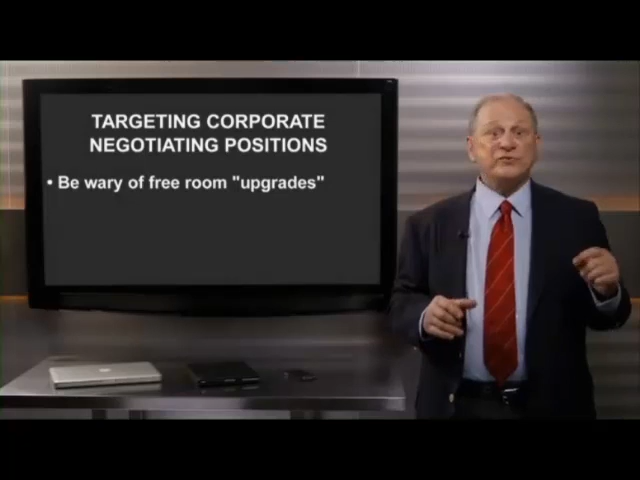 TARGETING CORPORATE
NEGOTIATING POSITIONS
• Be wary of free room "upgrades"